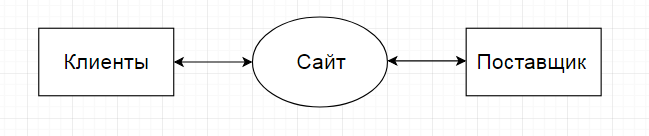 Клиенты
Сайт
Поставщик